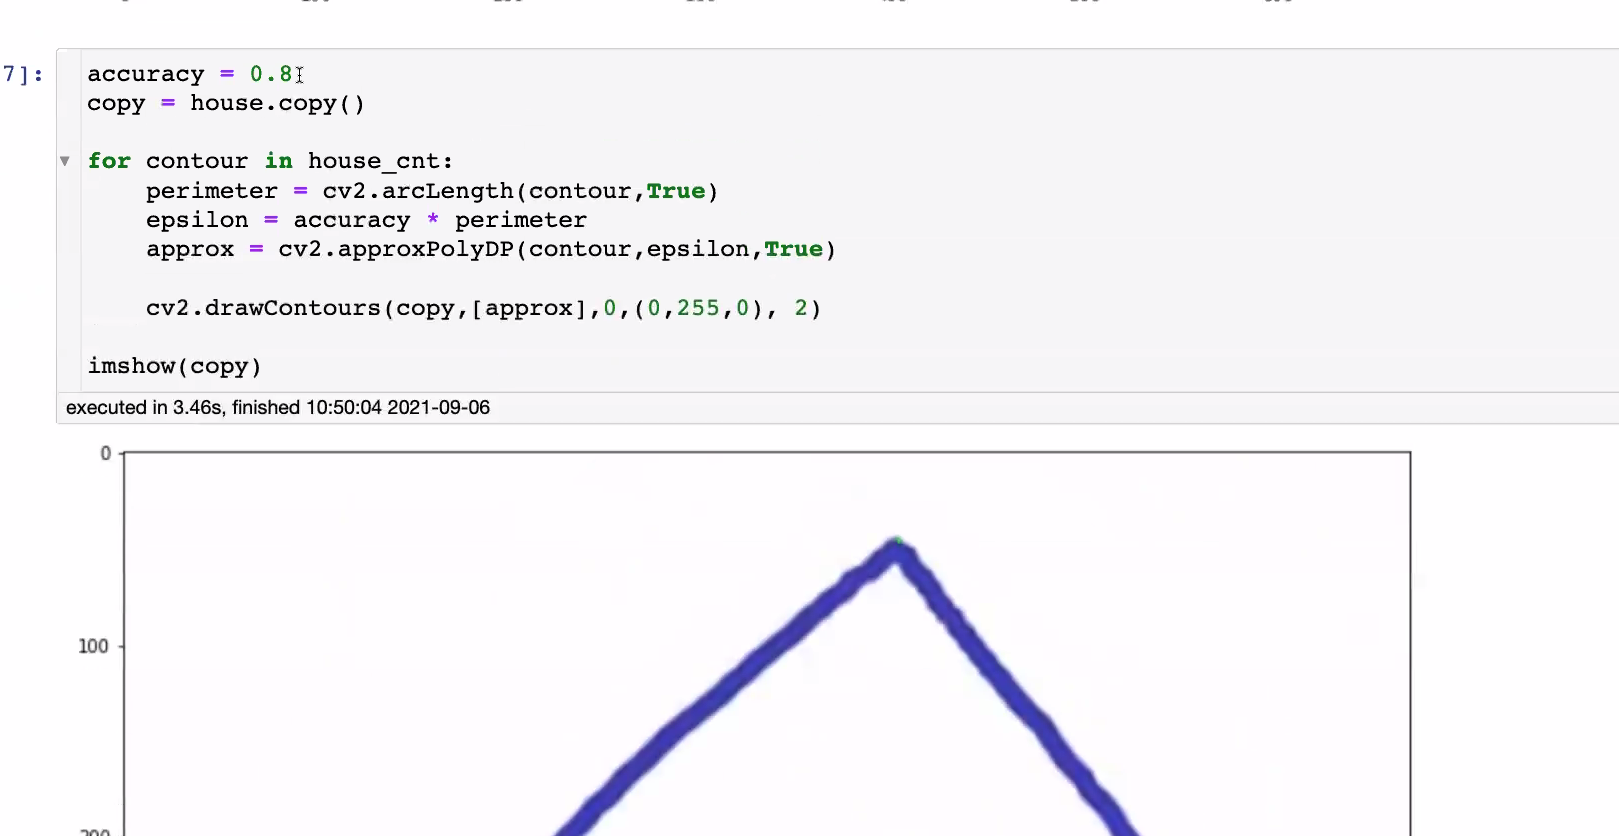 7]:
accuracy = 0.8
copy = house.copy()
for contour in house_cnt:
    perimeter = cv2.arcLength(contour,True)
    epsilon = accuracy * perimeter
    approx = cv2.approxPolyDP(contour,epsilon,True)
    cv2.drawContours(copy,[approx],0,(0,255,0), 2)
imshow(copy)
executed in 3.46s, finished 10:50:04 2021-09-06
0
100